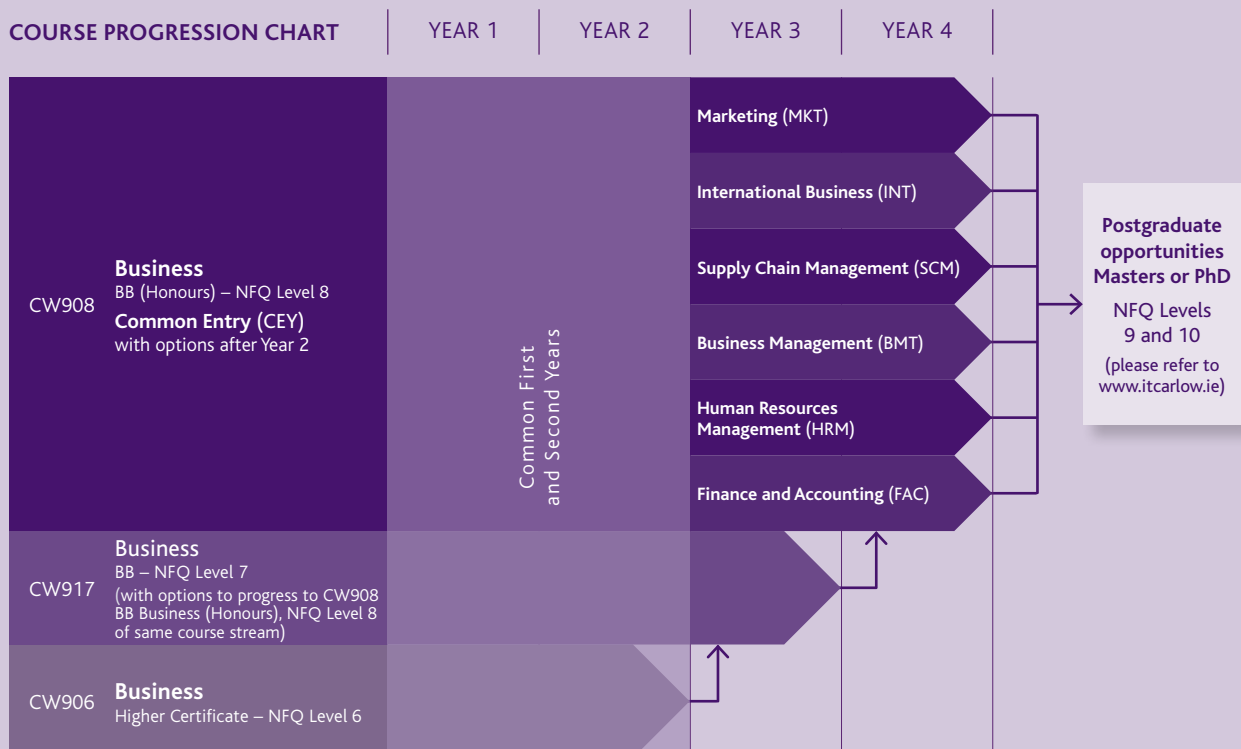 COURSE PROGRESSION CHART
YEAR 1
YEAR 2
YEAR 3
YEAR 4
CW908
Business
BB (Honours) – NFQ Level 8
Common Entry (CEY)
with options after Year 2
Common First
and Second Years
Marketing (MKT)
International Business (INT)
Supply Chain Management (SCM)
Business Management (BMT)
Human Resources
Management (HRM)
Finance and Accounting (FAC)
Postgraduate
opportunities
Masters or PhD
NFQ Levels
9 and 10
(please refer to
www.itcarlow.ie)
CW917
Business
BB – NFQ Level 7
(with options to progress to CW908
BB Business (Honours), NFQ Level 8
of same course stream)
CW906
Business
Higher Certificate – NFQ Level 6